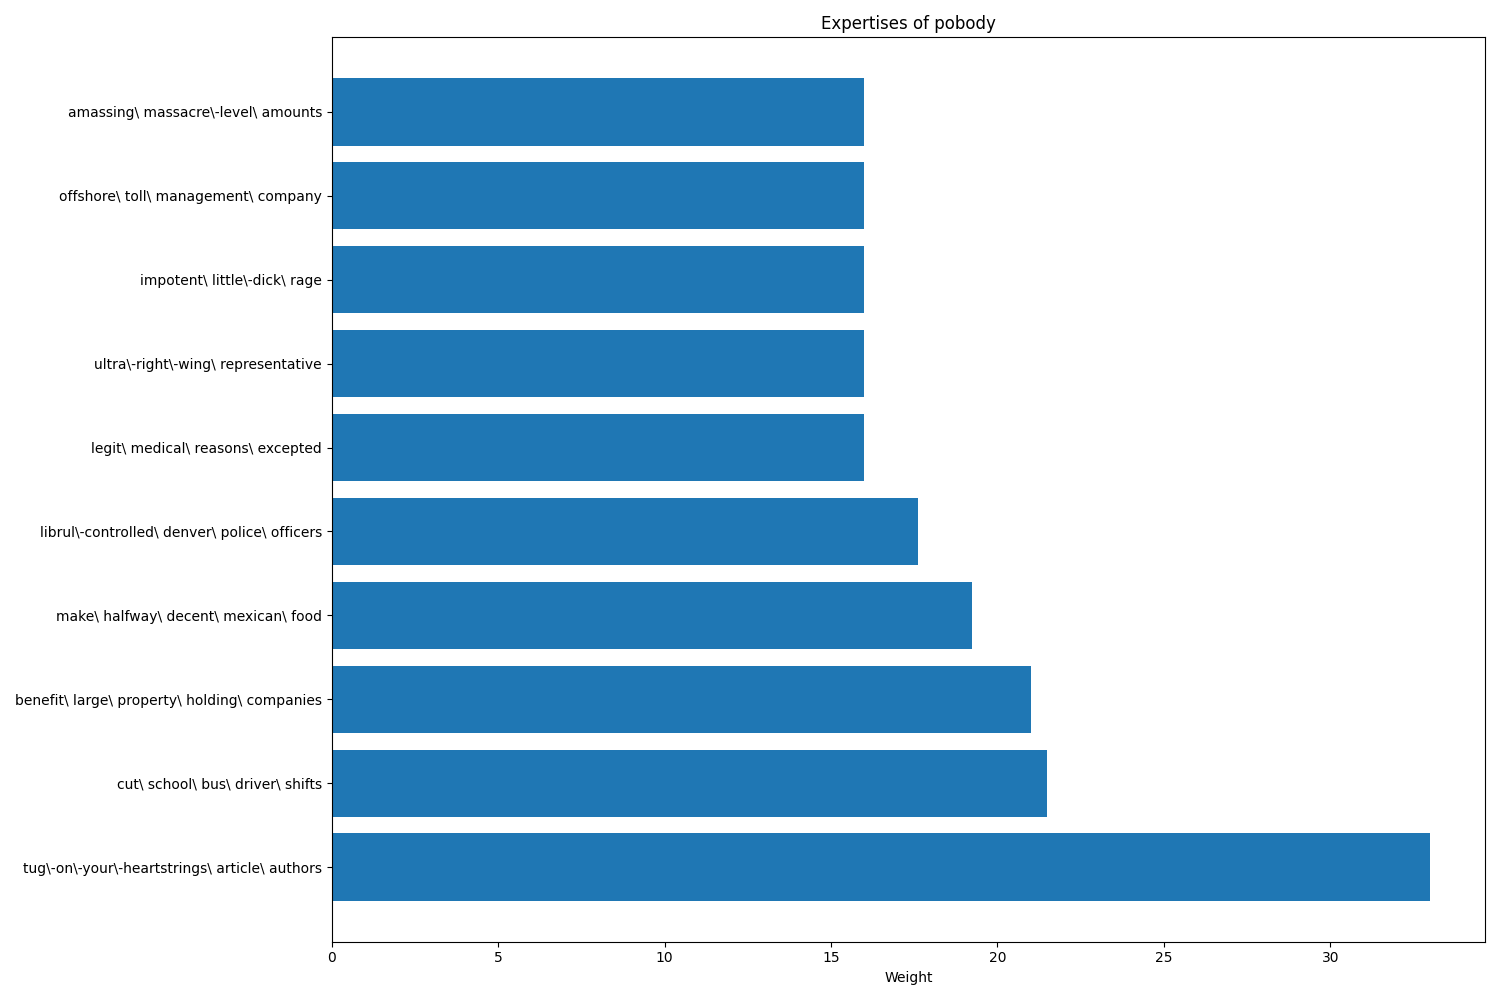 Expertises of pobody
amassing\ massacre\-level\ amounts
offshore\ toll\ management\ company
impotent\ little\-dick\ rage
ultra\-right\-wing\ representative
legit\ medical\ reasons\ excepted
librul\-controlled\ denver\ police\ officers
make\ halfway\ decent\ mexican\ food
benefit\ large\ property\ holding\ companies
cut\ school\ bus\ driver\ shifts
tug\-on\-your\-heartstrings\ article\ authors
0 5 10 15 20 25 30
Weight